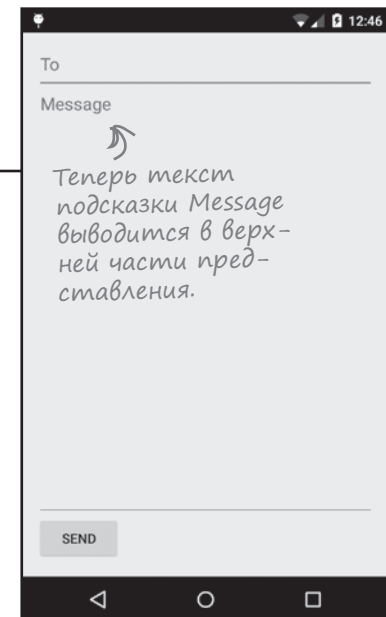 12:46
To
Message
Теперь текст
подсказки Message
выводится в верх-
ней части пред-
ставления.
SEND